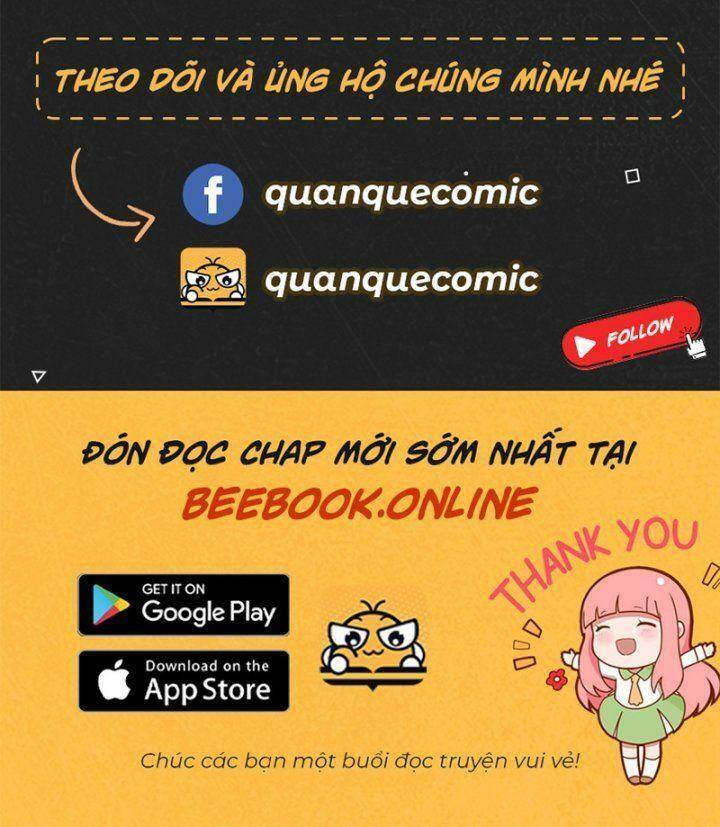 THEO DÕI VÀ ỦNG HỘ CHÚNG MÌNH NHÉ
f quanquecomic
quanquecomic
FOLLOW
ĐÓN ĐỌC CHAP MỚI SỚM NHẤT TẠI
BEEBOOK.ONLINE
THANK YOU
GET IT ON
Google Play
Download on the
App Store
Chúc các bạn một buổi đọc truyện vui vẻ!